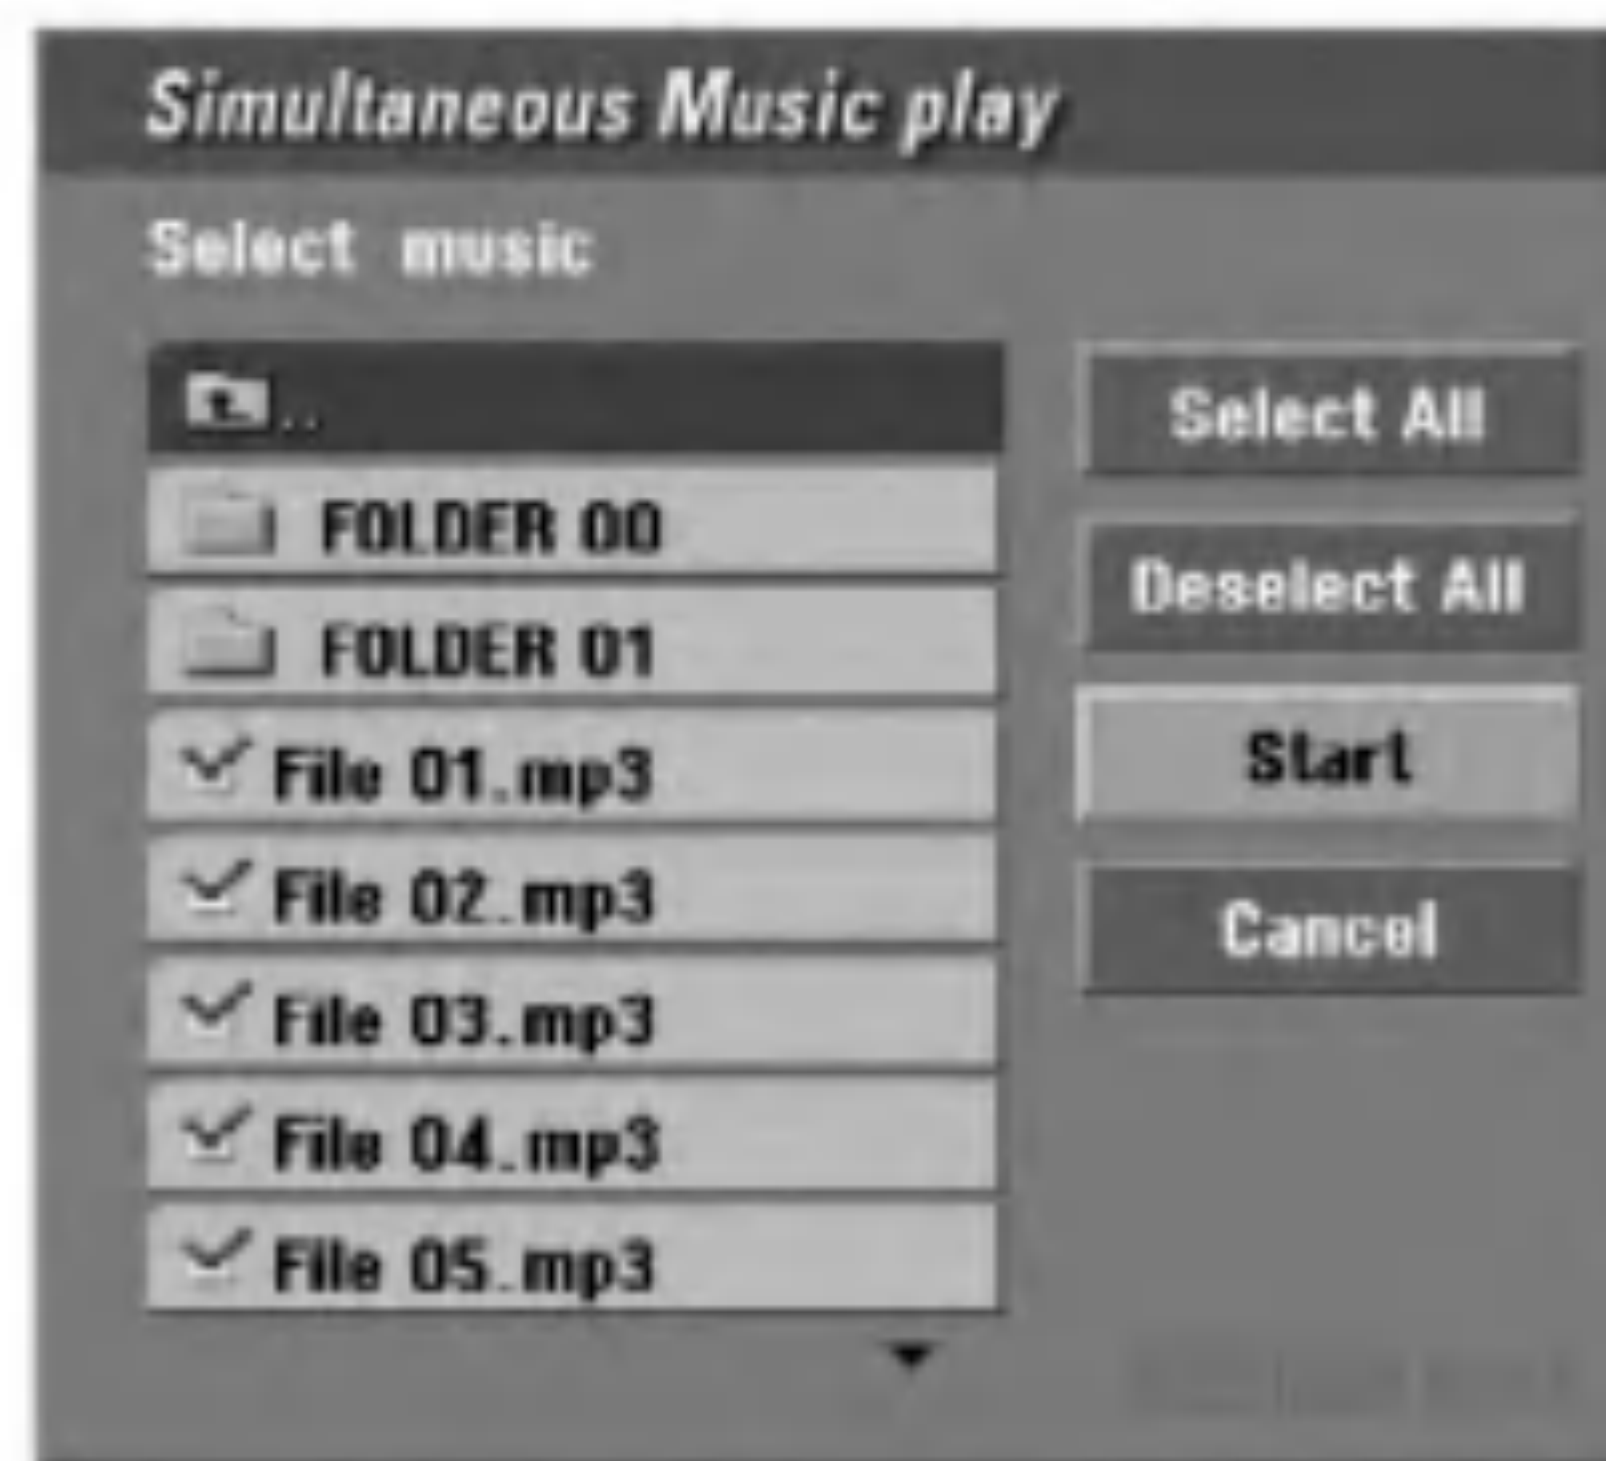 Simultaneous Music play
Select music
..
FOLDER 00
FOLDER 01
File 01.mp3
File 02.mp3
File 03.mp3
File 04.mp3
File 05.mp3
Select All
Deselect All
Start
Cancel